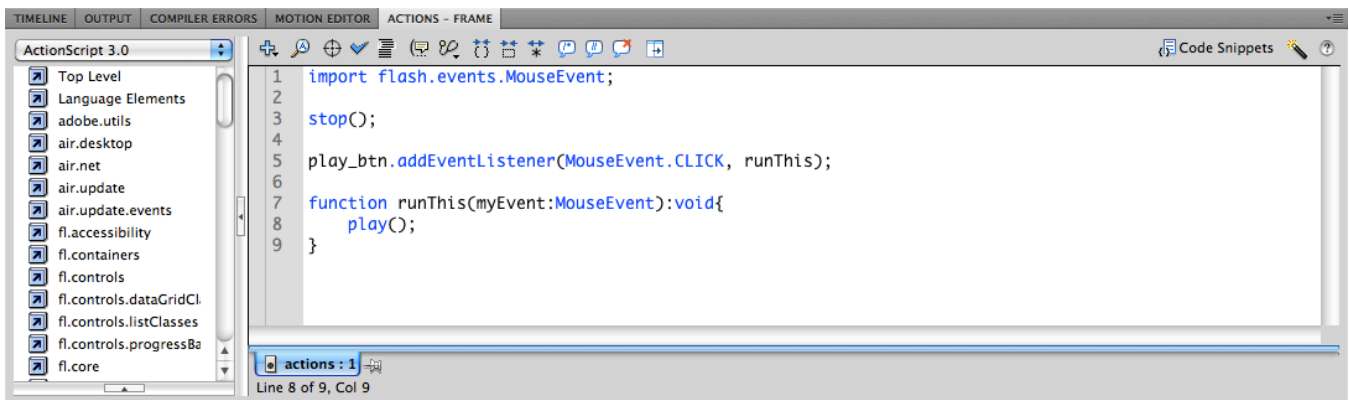 TIMELINE OUTPUT COMPILER ERRORS MOTION EDITOR ACTIONS – FRAME
ActionScript 3.0
Code Snippets
Top Level
Language Elements
adobe.utils
air.desktop
air.net
air.update
air.update.events
fl.accessibility
fl.containers
fl.controls
fl.controls.dataGridCl
fl.controls.listClasses
fl.controls.progressBa
fl.core
1 import flash.events.MouseEvent;
2
3 stop();
4
5 play_btn.addEventListener(MouseEvent.CLICK, runThis);
6
7 function runThis(myEvent:MouseEvent):void{
8 play();
9 }
actions : 1
Line 8 of 9, Col 9